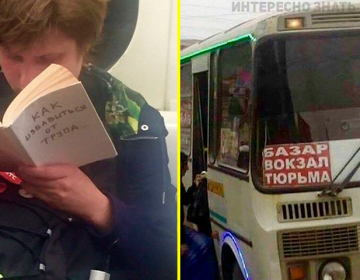 ИНТЕРЕСНО ЗНАТЬ
КАК
ИЗБАВИТЬСЯ
ОТ
ТРУПА...
БАЗАР
ВОКЗАЛ
ТЮРЬМА